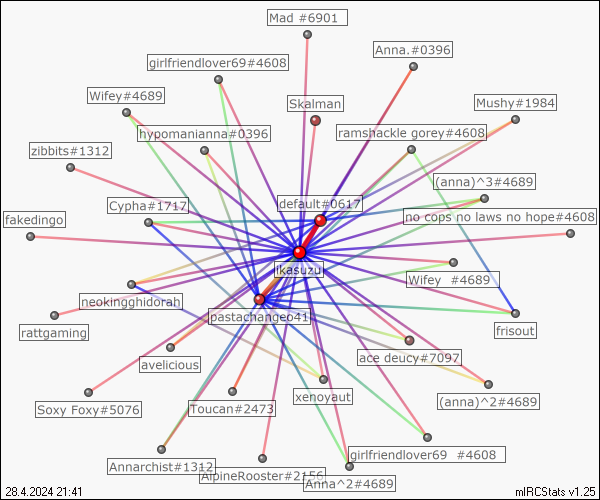 Mad #6901
Anna.#0396
girlfriendlover69#4608
Wifey#4689
Skalman
Mushy#1984
hypomanianna#0396
ramshackle gorey#4608
zibbits#1312
(anna)^3#4689
Cypha#1717
default#0617
fakedingo
no cops no laws no hope#4608
ikasuzu
Wifey #4689
neokingghidorah
rattgaming
pastachangeo41
frisout
avelicious
ace deucy#7097
xenoyaut
(anna)^2#4689
Soxy Foxy#5076
Toucan#2473
girlfriendlover69 #4608
Annarchist#1312
AlpineRooster#2156
Anna^2#4689
28.4.2024 21:41
mIRCStats v1.25